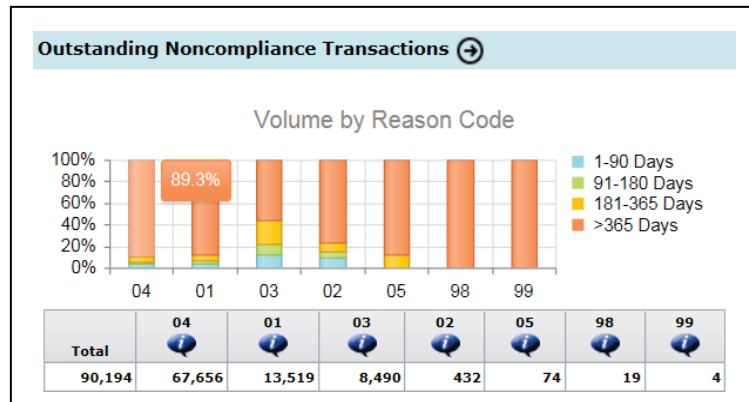 Outstanding Noncompliance Transactions
Volume by Reason Code
100%
80%
60%
40%
20%
0%
89.3%
1-90 Days
91-180 Days
181-365 Days
>365 Days
04 01 03 02 05 98 99
Total 04 01 03 02 05 98 99
i i i i i i i
90,194 67,656 13,519 8,490 432 74 19 4